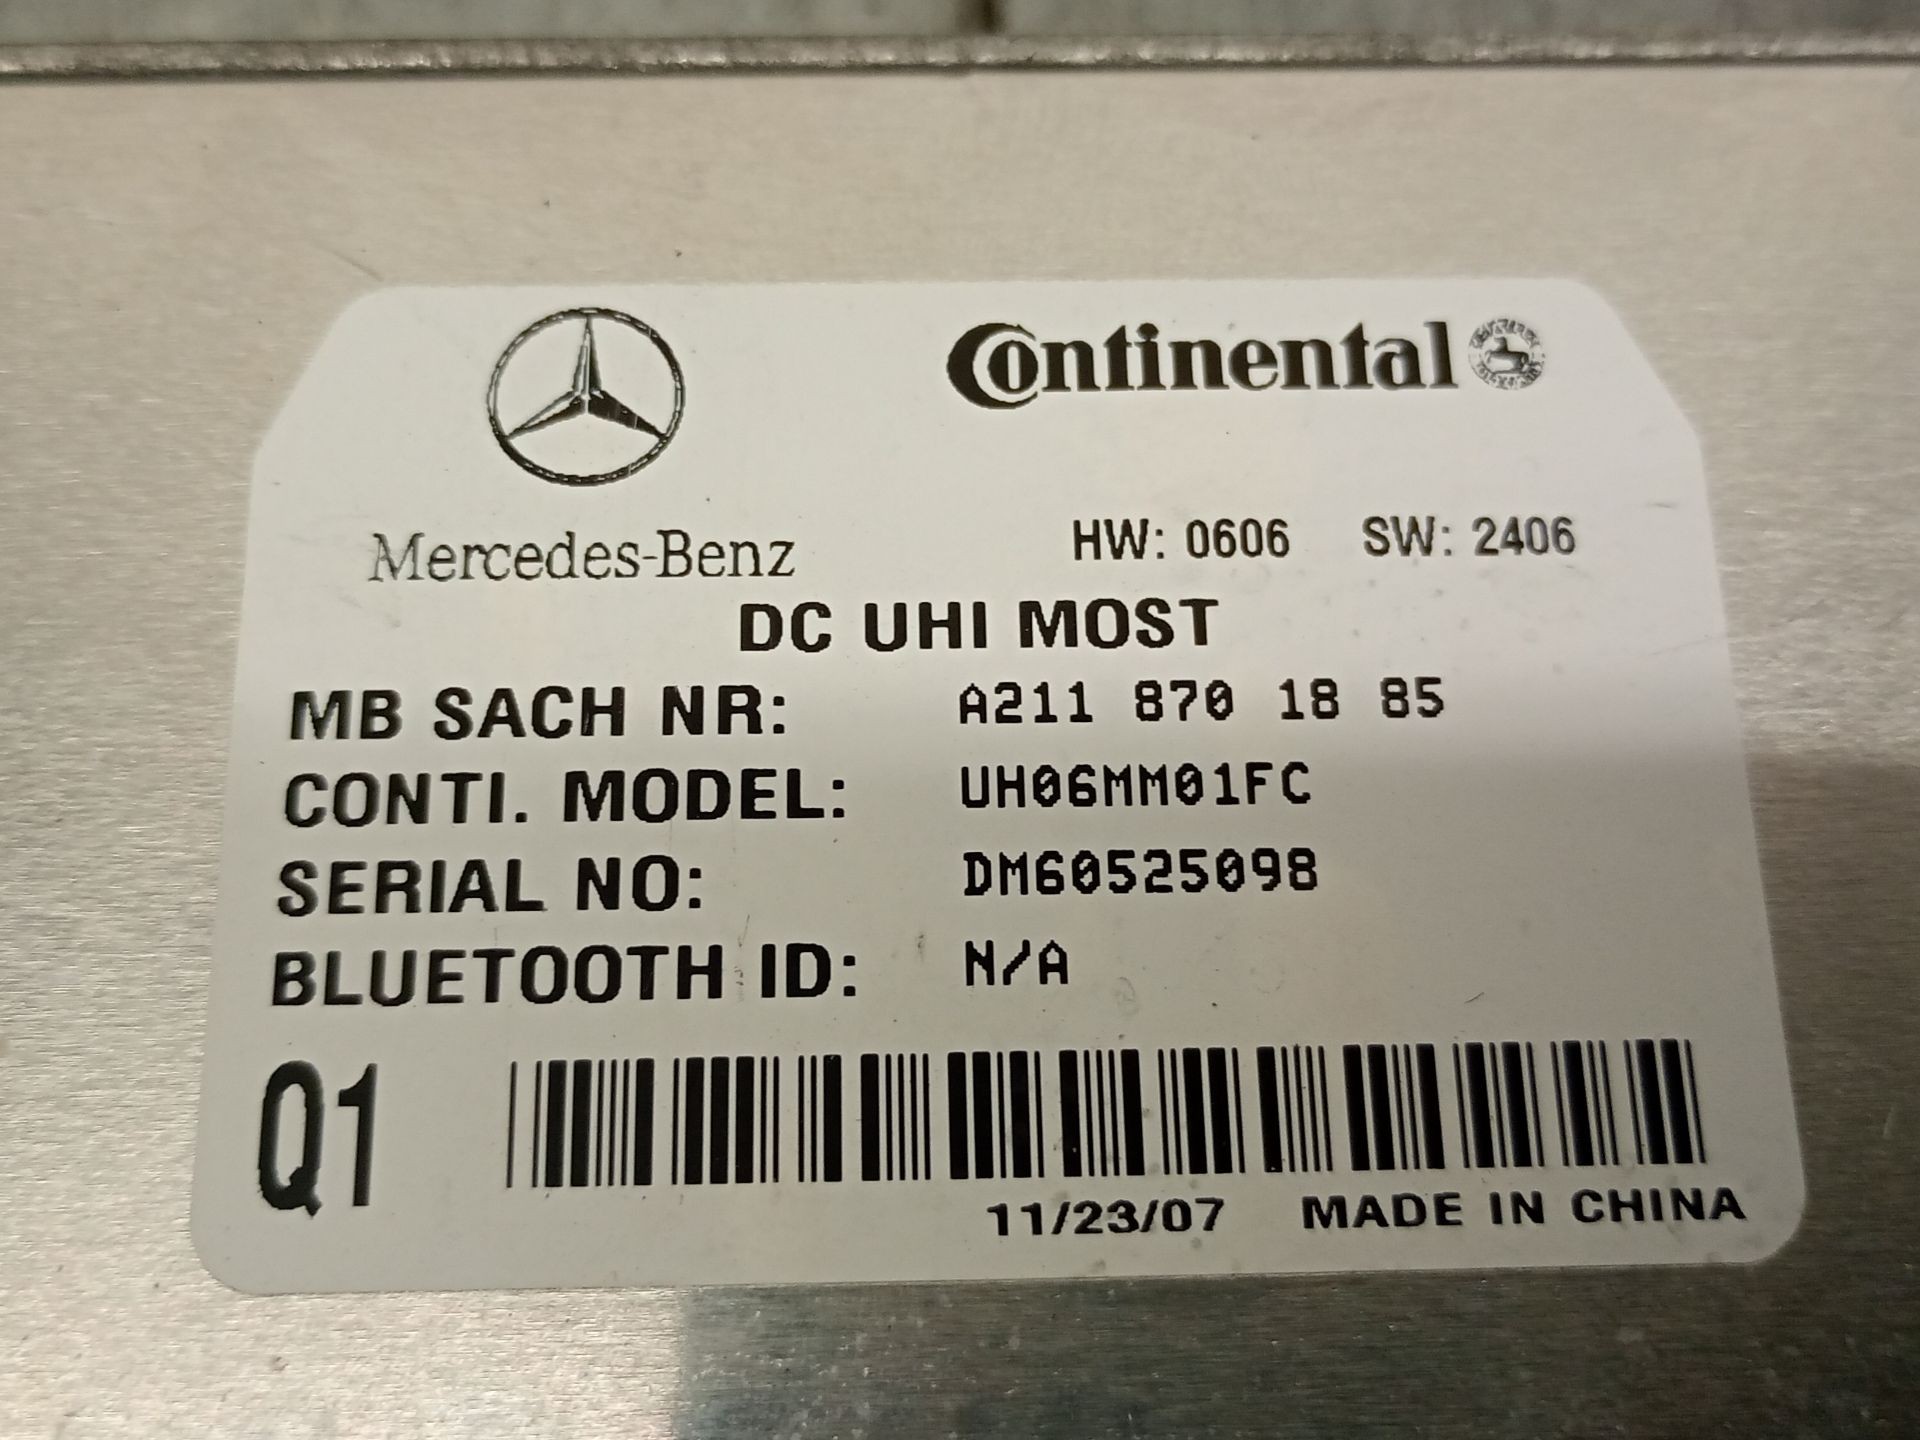 Continental
Mercedes-Benz
HW: 0606 SW: 2406
DC UHI MOST
MB SACH NR: A211 870 18 85
CONTI. MODEL: UH06MM01FC
SERIAL NO: DM60525098
BLUETOOTH ID: N/A
Q1
11/23/07 MADE IN CHINA